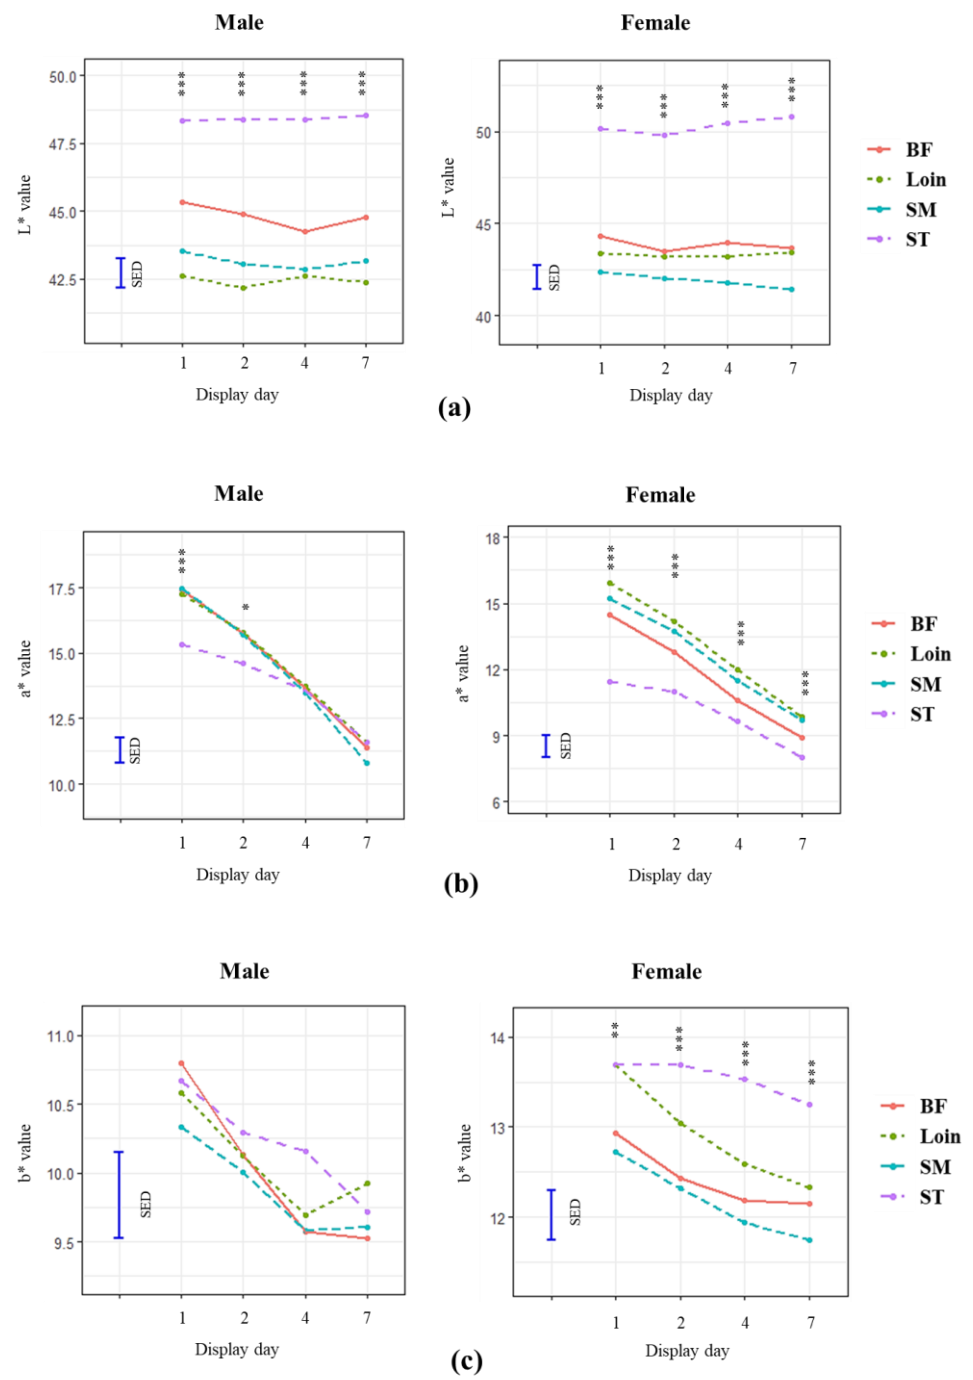 Male
Female
50.0
47.5
45.0
42.5
L* value
SED
***
***
***
***
1
2
4
7
Display day
50
45
40
L* value
SED
***
***
***
***
1
2
4
7
Display day
BF
Loin
SM
ST
(a)
Male
Female
17.5
15.0
12.5
10.0
a* value
SED
***
*
1
2
4
7
Display day
18
15
12
9
6
a* value
SED
***
***
***
***
1
2
4
7
Display day
BF
Loin
SM
ST
(b)
Male
Female
11.0
10.5
10.0
9.5
b* value
SED
1
2
4
7
Display day
14
13
12
b* value
SED
**
***
***
***
1
2
4
7
Display day
BF
Loin
SM
ST
(c)